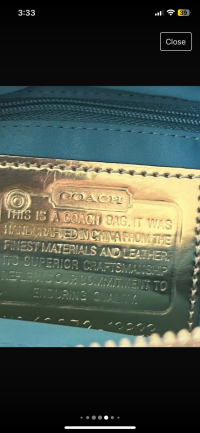 3:33
Close
© COACH
THIS IS A COACH BAG. IT WAS
HANDCRAFTED IN CHINA FROM THE
FINEST MATERIALS AND LEATHER.
ITS SUPERIOR CRAFTSMANSHIP
OUR COMMITMENT TO
ENDURING QUALITY.